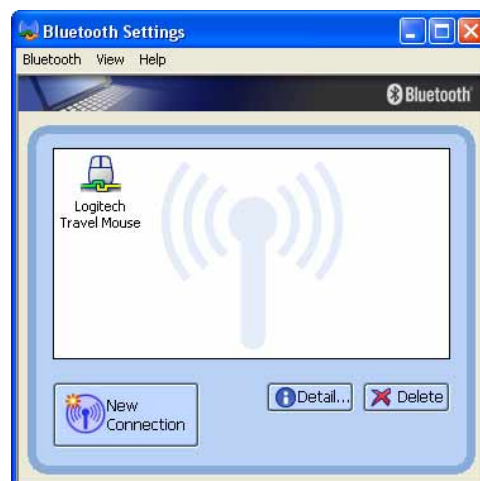 Bluetooth Settings
Bluetooth View Help
Bluetooth
Logitech
Travel Mouse
New
Connection
Detail...
Delete